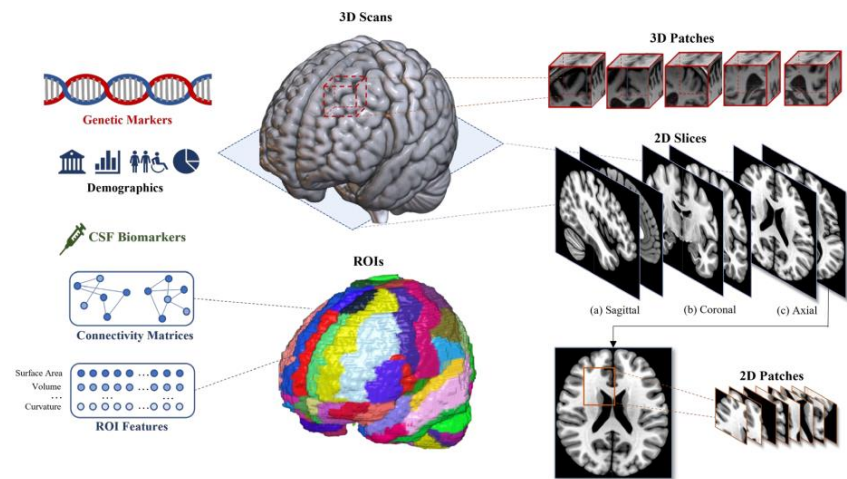 3D Scans
3D Patches
Genetic Markers
2D Slices
Demographics
CSF Biomarkers
ROIs
(a) Sagittal
(b) Coronal
(c) Axial
Connectivity Matrices
Surface Area
Volume
...
Curvature
...
...
...
...
...
ROI Features
2D Patches